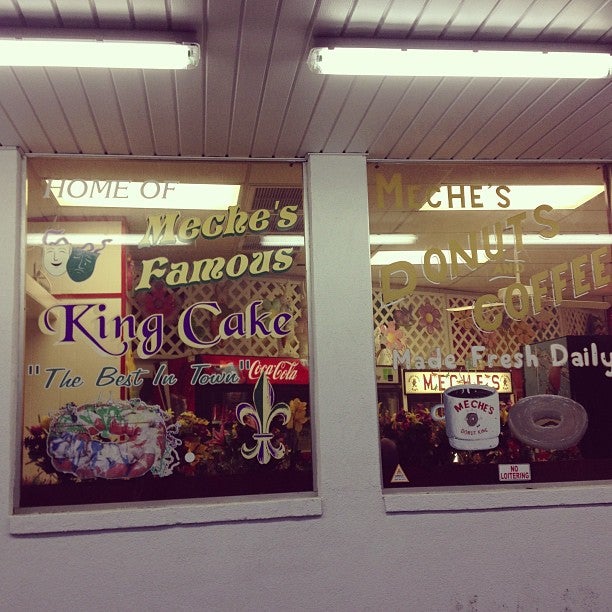 HOME OF
Meche's
Famous
King Cake
"The Best In Town"
Coca-Cola
MECHE'S
DONUTS
COFFEE
Made Fresh Daily
MECHE'S
MECHE'S
DONUT KING
NO
LOITERING